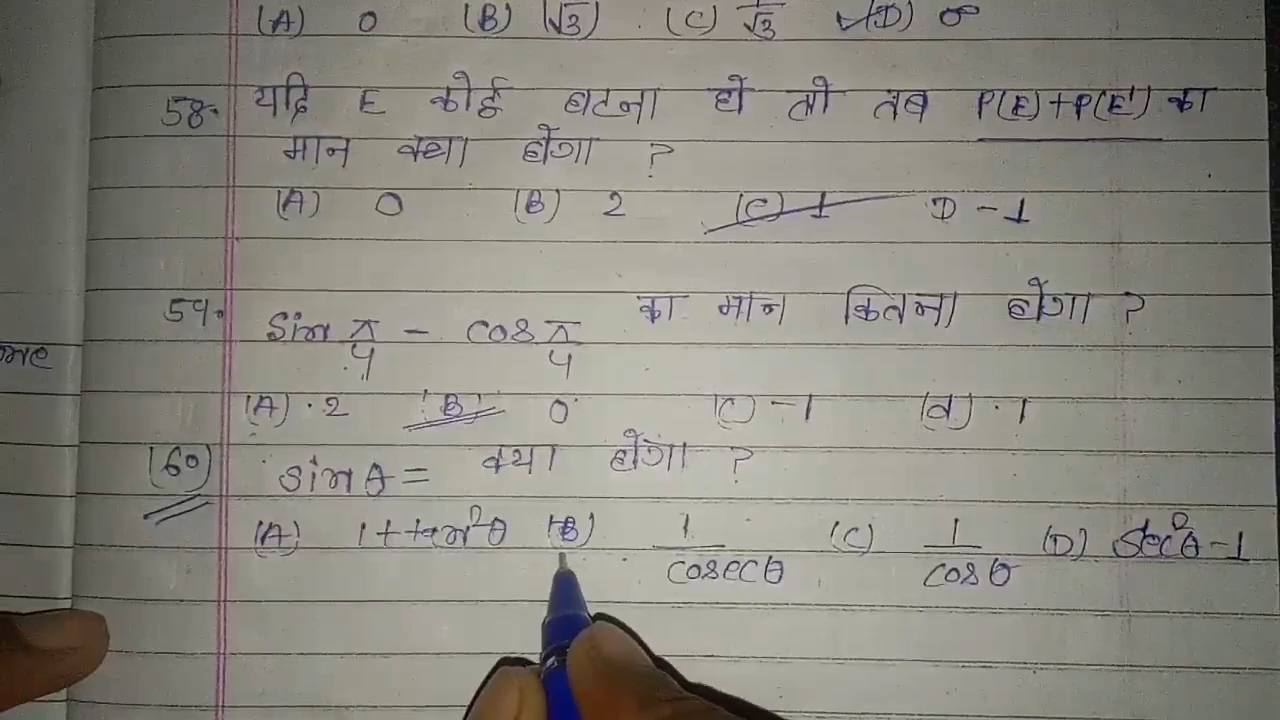 (A) 0 (B) √3) (C) 1/√3 (D) ∞
58. यदि E कोई घटना हो तो तब P(E)+P(E') का
मान क्या होगा ?
(A) 0 (B) 2 (C) 1 D -1
59. sin π/4 - cos π/4 का मान कितना होगा ?
(A) . 2 (B) 0 (C) -1 (d) . 1
(60) sin θ = क्या होगा ?
(A) 1++an²θ (B) 1/cosecθ (C) 1/cosθ (D) sec²θ-1